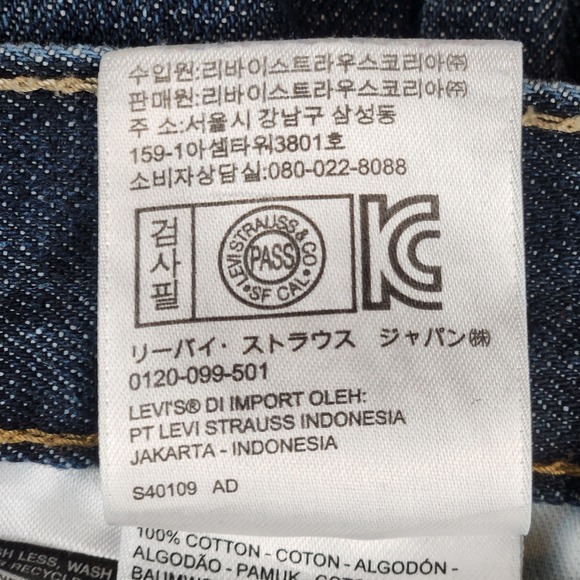 수입원:리바이스트라우스코리아㈜
판매원:리바이스트라우스코리아㈜
주 소:서울시 강남구 삼성동
159-1아셈타워3801호
소비자상담실:080-022-8088
검사필
LEVI STRAUSS & CO
PASS
SF CAL
KC
リーバイ・ストラウス ジャパン㈱
0120-099-501
LEVI'S® DI IMPORT OLEH:
PT LEVI STRAUSS INDONESIA
JAKARTA - INDONESIA
S40109 AD
100% COTTON - COTON - ALGODÓN -
ALGODÃO - PAMUK - COTONE -
LESS, WASH
RECYCLE